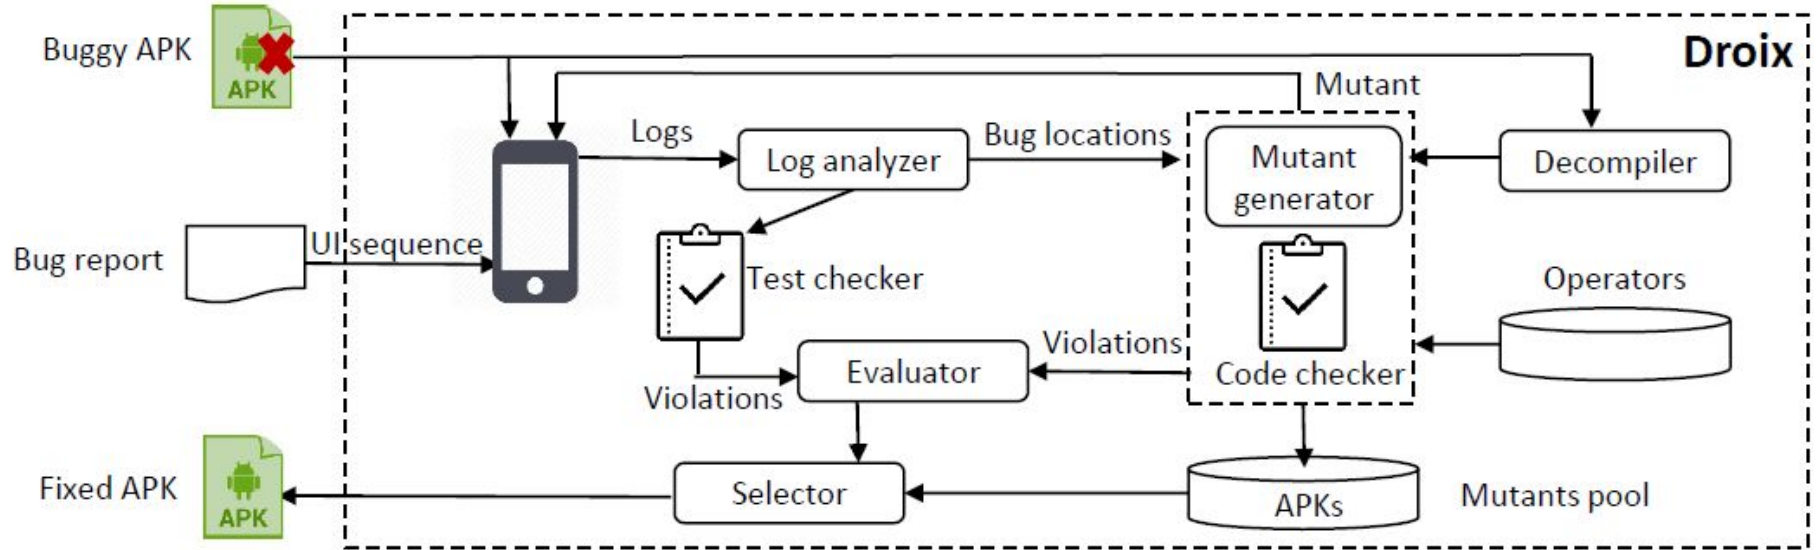 Buggy APK
APK
Droix
Mutant
Logs
Log analyzer
Bug locations
Mutant
generator
Decompiler
Bug report
UI sequence
Test checker
Operators
Violations
Evaluator
Violations
Code checker
Fixed APK
APK
Selector
APKs
Mutants pool